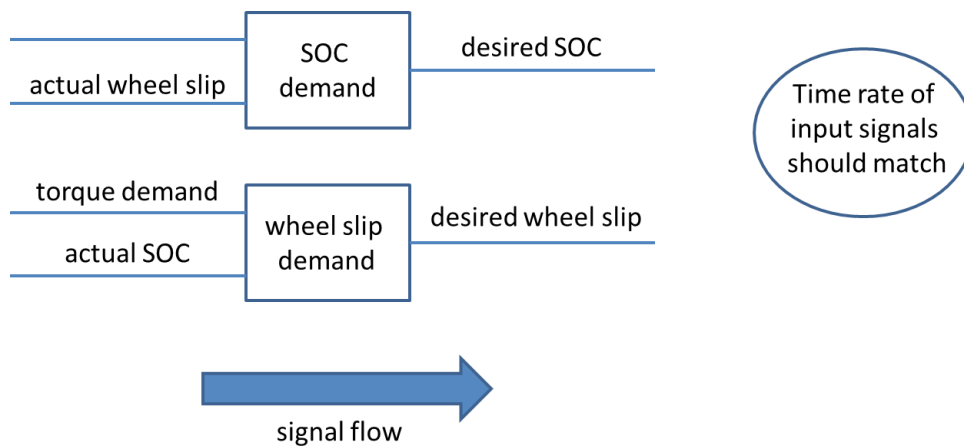 SOC
demand
actual wheel slip
desired SOC
Time rate of
input signals
should match
torque demand
actual SOC
wheel slip
demand
desired wheel slip
signal flow